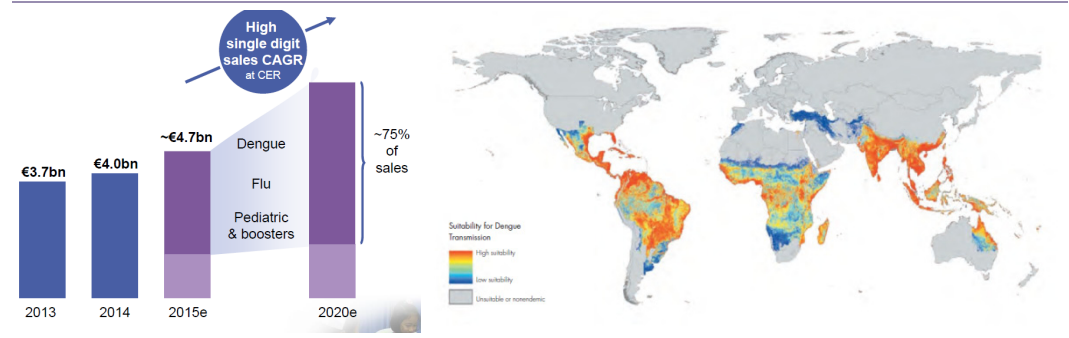 High
single digit
sales CAGR
at CER
~€4.7bn
€4.0bn
€3.7bn
Dengue
Flu
Pediatric
& boosters
~75%
of
sales
2013
2014
2015e
2020e
Suitability for Dengue
Transmission
High suitability
Low suitability
Unsuitable or nonendemic